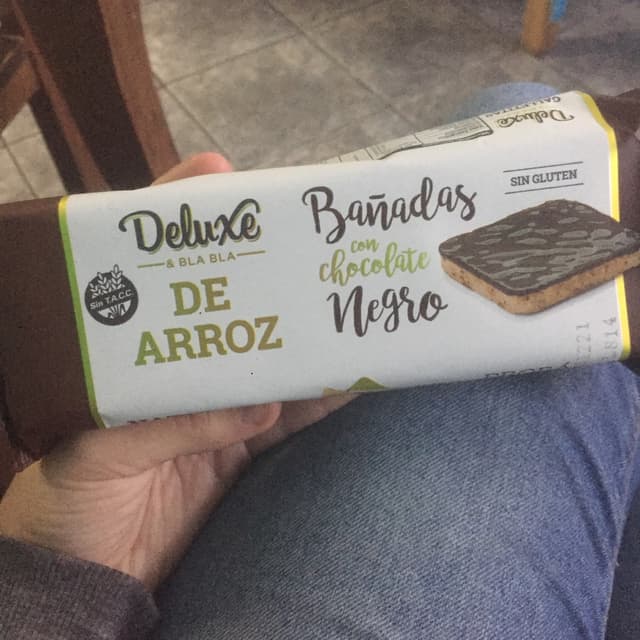 Deluxe
& BLA BLA
DE
ARROZ
SIN T.A.C.C.
Bañadas
con
chocolate
Negro
SIN GLUTEN
Deluxe